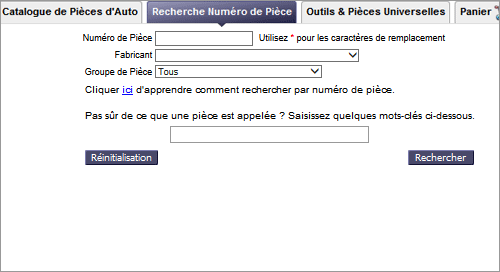 Catalogue de Pièces d'Auto Recherche Numéro de Pièce Outils & Pièces Universelles Panier
Numéro de Pièce Utilisez * pour les caractères de remplacement
Fabricant
Groupe de Pièce Tous
Cliquer ici d'apprendre comment rechercher par numéro de pièce.
Pas sûr de ce que une pièce est appelée ? Saisissez quelques mots-clés ci-dessous.
Réinitialisation Rechercher